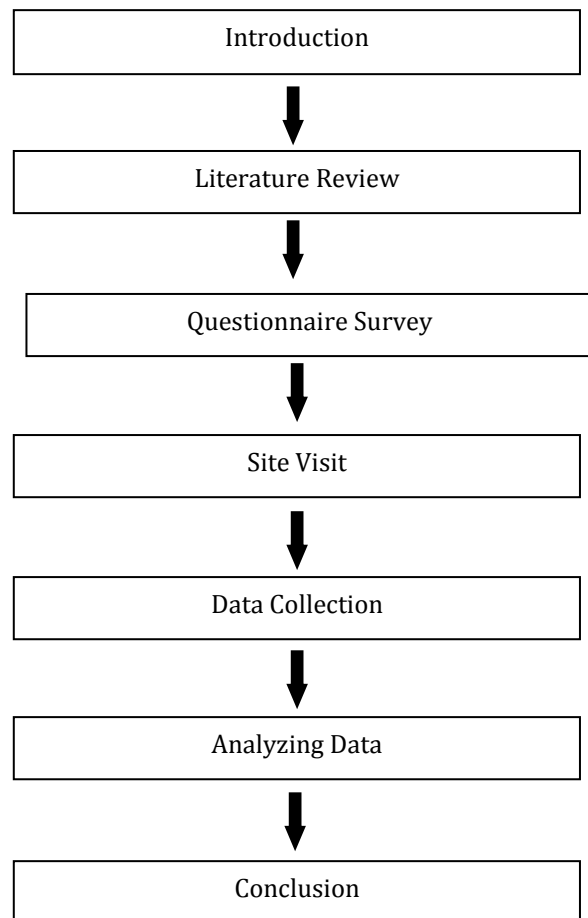 Introduction
Literature Review
Questionnaire Survey
Site Visit
Data Collection
Analyzing Data
Conclusion